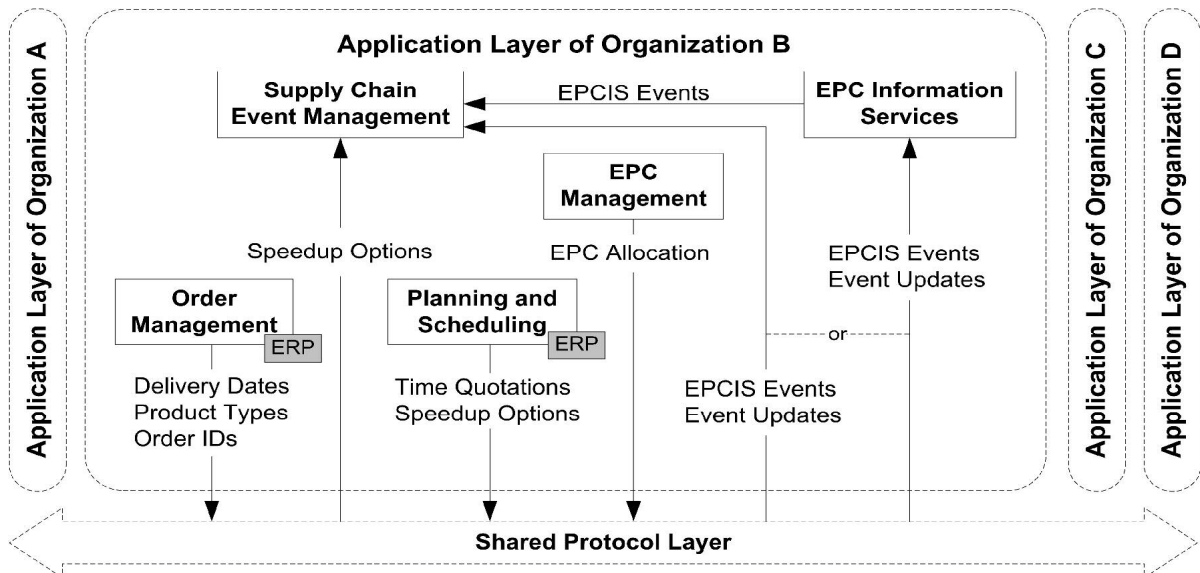 Application Layer of Organization A
Application Layer of Organization B
Supply Chain
Event Management
EPCIS Events
EPC Information
Services
EPC
Management
Speedup Options
EPC Allocation
EPCIS Events
Event Updates
Order
Management
ERP
Planning and
Scheduling
ERP
or
Delivery Dates
Product Types
Order IDs
Time Quotations
Speedup Options
EPCIS Events
Event Updates
Application Layer of Organization C
Application Layer of Organization D
Shared Protocol Layer